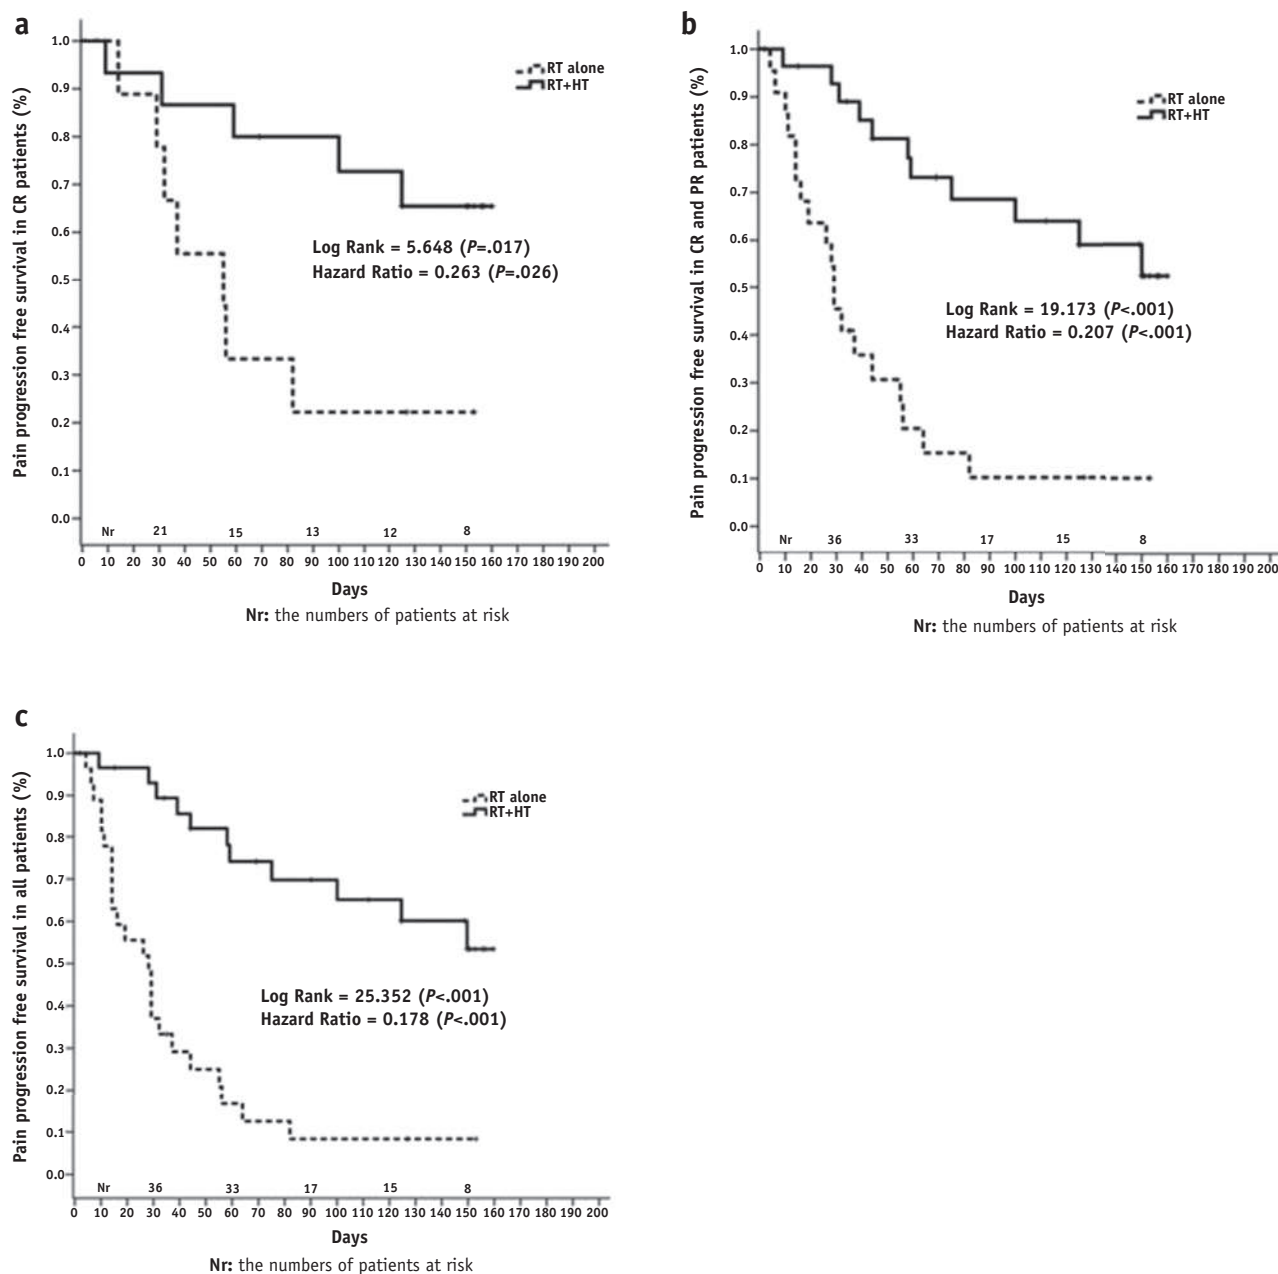 a
Pain progression free survival in CR patients (%)
1.0
0.9
0.8
0.7
0.6
0.5
0.4
0.3
0.2
0.1
0.0
RT alone
RT+HT
Log Rank = 5.648 (P=.017)
Hazard Ratio = 0.263 (P=.026)
Nr 21 15 13 12 8
0 10 20 30 40 50 60 70 80 90 100 110 120 130 140 150 160 170 180 190 200
Days
Nr: the numbers of patients at risk
b
Pain progression free survival in CR and PR patients (%)
1.0
0.9
0.8
0.7
0.6
0.5
0.4
0.3
0.2
0.1
0.0
RT alone
RT+HT
Log Rank = 19.173 (P<.001)
Hazard Ratio = 0.207 (P<.001)
Nr 36 33 17 15 8
0 10 20 30 40 50 60 70 80 90 100 110 120 130 140 150 160 170 180 190 200
Days
Nr: the numbers of patients at risk
c
Pain progression free survival in all patients (%)
1.0
0.9
0.8
0.7
0.6
0.5
0.4
0.3
0.2
0.1
0.0
RT alone
RT+HT
Log Rank = 25.352 (P<.001)
Hazard Ratio = 0.178 (P<.001)
Nr 36 33 17 15 8
0 10 20 30 40 50 60 70 80 90 100 110 120 130 140 150 160 170 180 190 200
Days
Nr: the numbers of patients at risk